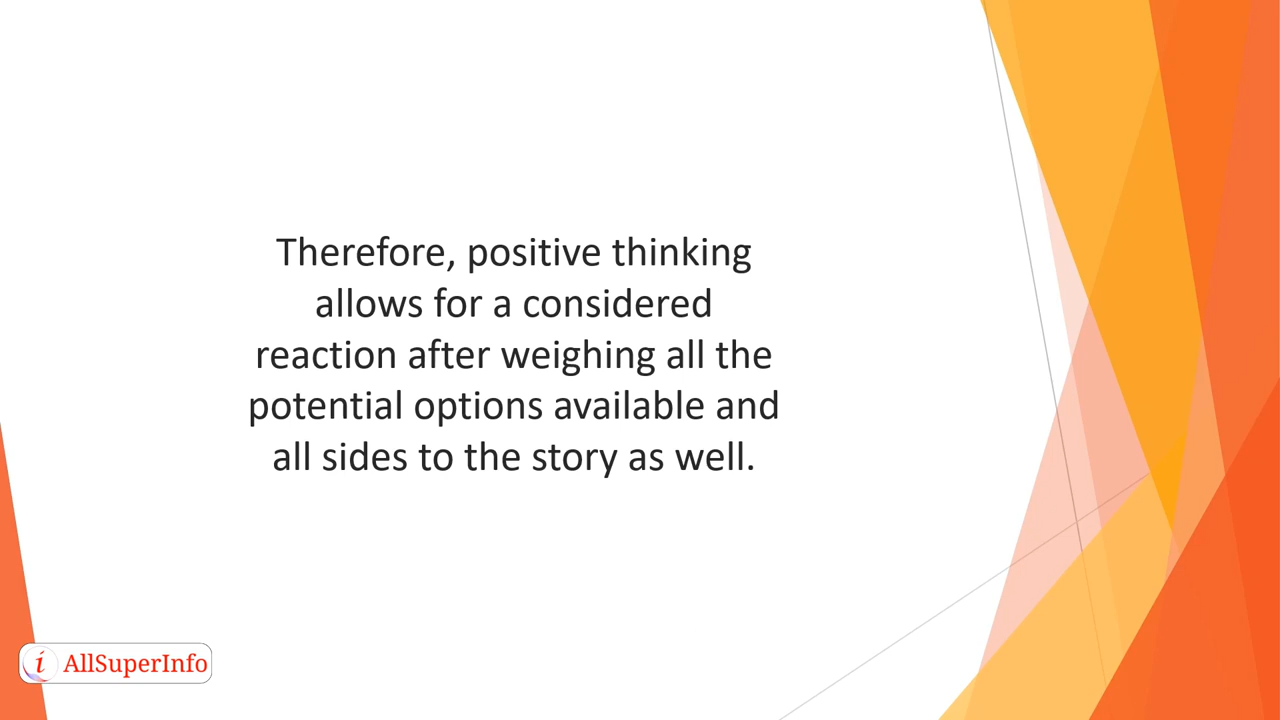 Therefore, positive thinking
allows for a considered
reaction after weighing all the
potential options available and
all sides to the story as well.
i AllSuperInfo